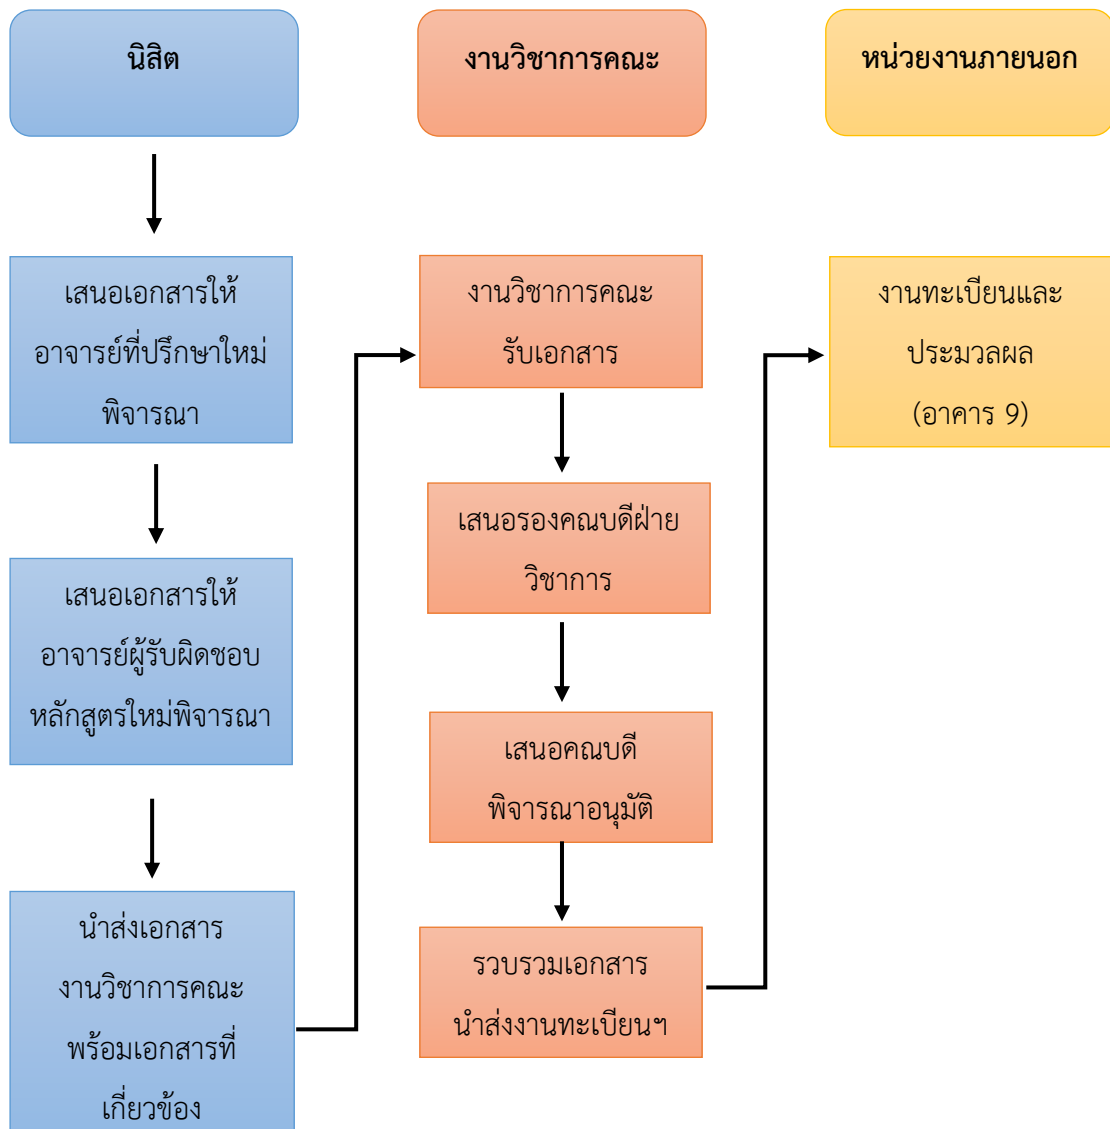 นิสิต
งานวิชาการคณะ
หน่วยงานภายนอก
เสนอเอกสารให้
อาจารย์ที่ปรึกษาใหม่
พิจารณา
เสนอเอกสารให้
อาจารย์ผู้รับผิดชอบ
หลักสูตรใหม่พิจารณา
นำส่งเอกสาร
งานวิชาการคณะ
พร้อมเอกสารที่
เกี่ยวข้อง
งานวิชาการคณะ
รับเอกสาร
เสนอรองคณบดีฝ่าย
วิชาการ
เสนอคณบดี
พิจารณาอนุมัติ
รวบรวมเอกสาร
นำส่งงานทะเบียนฯ
งานทะเบียนและ
ประมวลผล
(อาคาร 9)